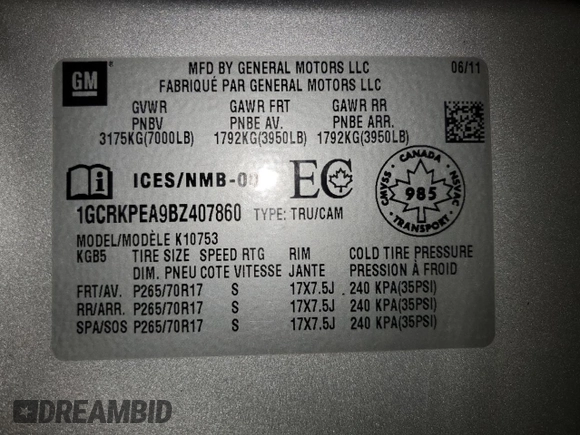 GM
MFD BY GENERAL MOTORS LLC 06/11
FABRIQUÉ PAR GENERAL MOTORS LLC
GVWR GAWR FRT GAWR RR
PNBV PNBE AV. PNBE ARR.
3175KG(7000LB) 1792KG(3950LB) 1792KG(3950LB)
ICES/NMB-00 EC
CANADA
CMVSS NSVAC
985
TRANSPORT
1GCRKPEA9BZ407860 TYPE: TRU/CAM
MODEL/MODÈLE K10753
KGB5 TIRE SIZE SPEED RTG RIM COLD TIRE PRESSURE
DIM. PNEU COTE VITESSE JANTE PRESSION À FROID
FRT/AV. P265/70R17 S 17X7.5J 240 KPA(35PSI)
RR/ARR. P265/70R17 S 17X7.5J 240 KPA(35PSI)
SPA/SOS P265/70R17 S 17X7.5J 240 KPA(35PSI)
DREAMBID